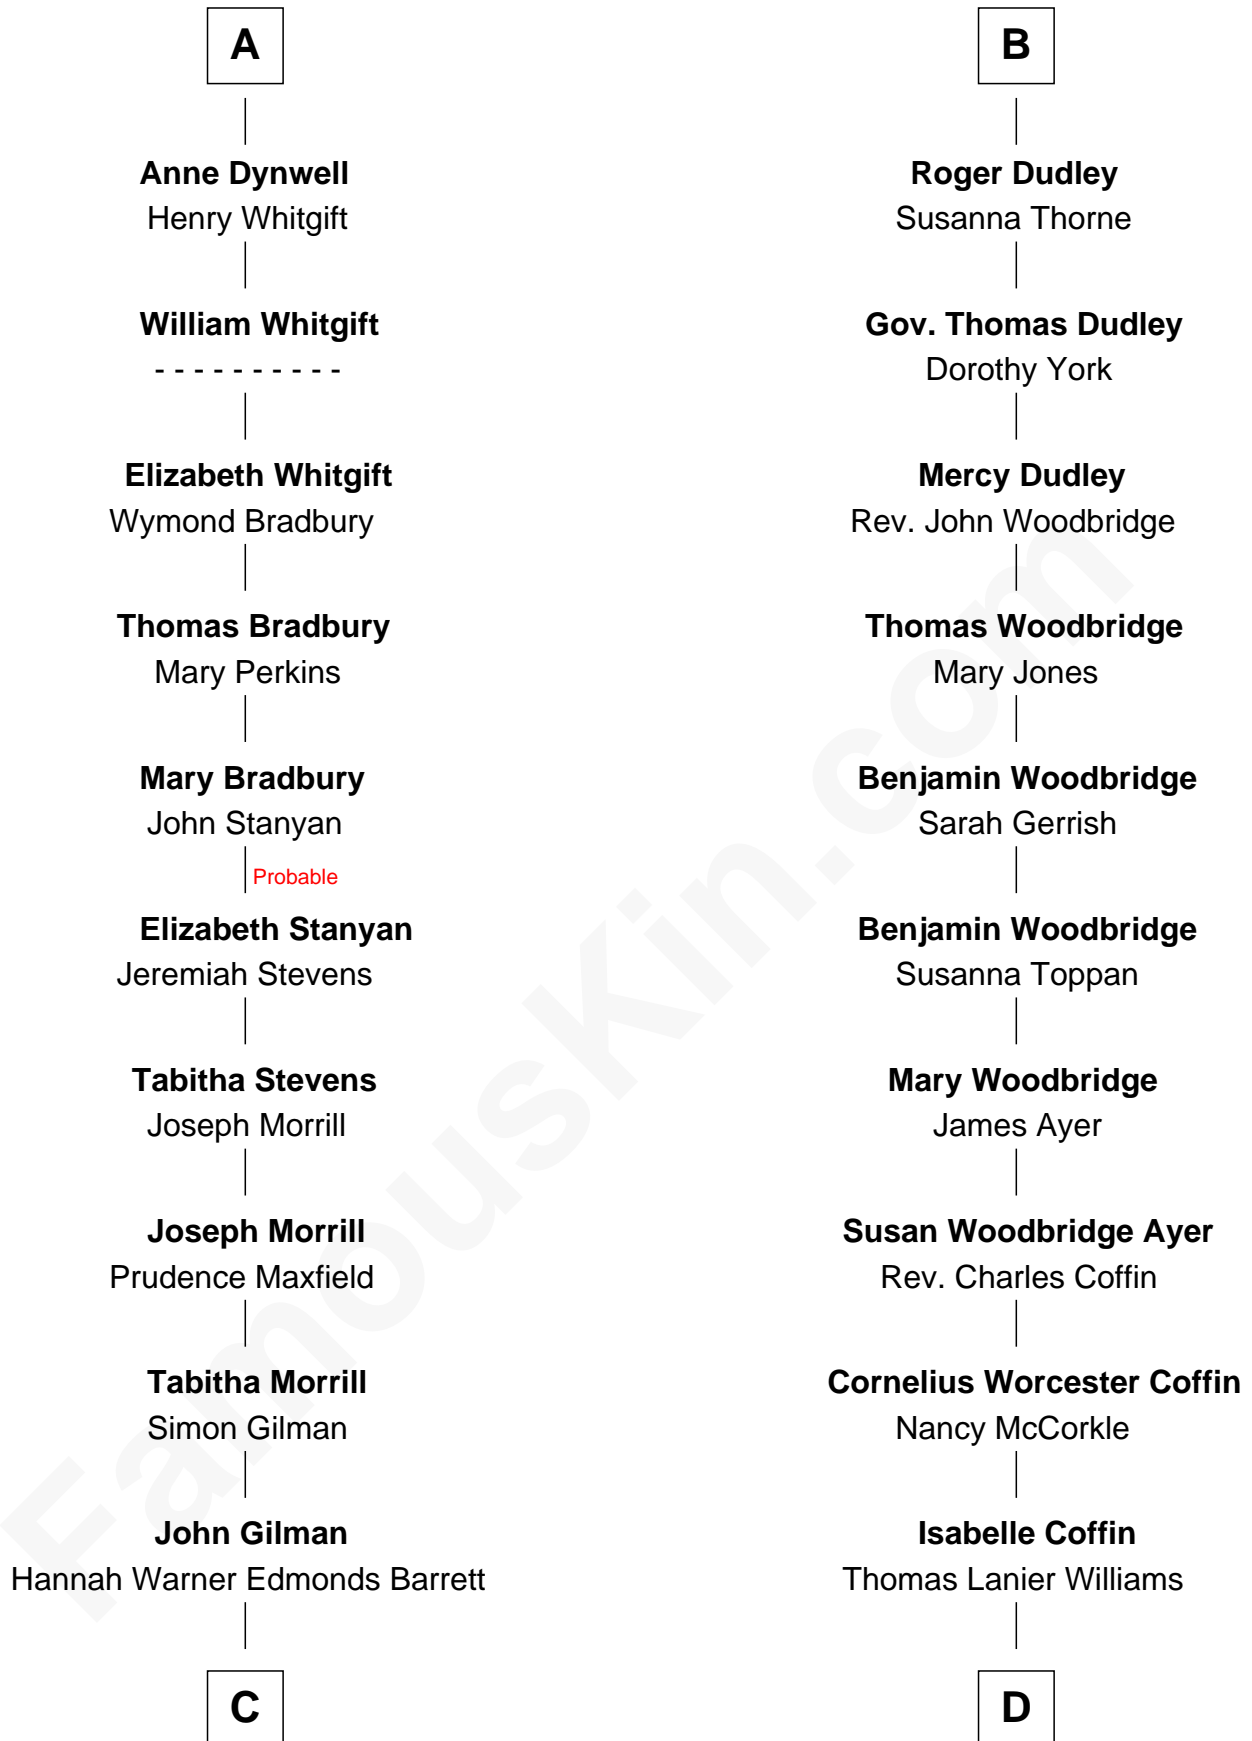 A
Anne Dynwell
Henry Whitgift
William Whitgift
- - - - - - - - - -
Elizabeth Whitgift
Wymond Bradbury
Thomas Bradbury
Mary Perkins
Mary Bradbury
John Stanyan
Probable
Elizabeth Stanyan
Jeremiah Stevens
Tabitha Stevens
Joseph Morrill
Joseph Morrill
Prudence Maxfield
Tabitha Morrill
Simon Gilman
John Gilman
Hannah Warner Edmonds Barrett
C
B
Roger Dudley
Susanna Thorne
Gov. Thomas Dudley
Dorothy York
Mercy Dudley
Rev. John Woodbridge
Thomas Woodbridge
Mary Jones
Benjamin Woodbridge
Sarah Gerrish
Benjamin Woodbridge
Susanna Toppan
Mary Woodbridge
James Ayer
Susan Woodbridge Ayer
Rev. Charles Coffin
Cornelius Worcester Coffin
Nancy McCorkle
Isabelle Coffin
Thomas Lanier Williams
D
FamousKin.com